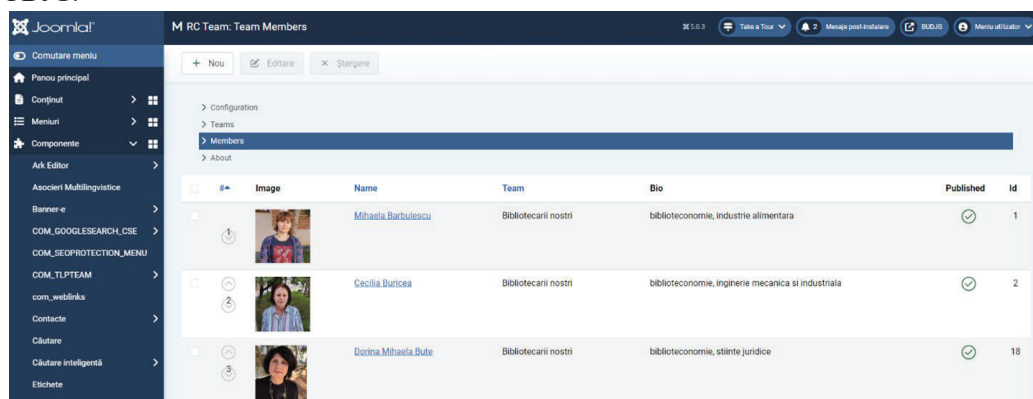 Joomla!
M RC Team: Team Members
5.0.3
Take a Tour
2 Mesaje post-instalare
BUDJG
Meniu utilizator
Comutare meniu
Panou principal
Conținut
Meniuri
Componente
Ark Editor
Asocieri Multilingvistice
Banner-e
COM_GOOGLESEARCH_CSE
COM_SEOPROTECTION_MENU
COM_TLPTEAM
com_weblinks
Contacte
Căutare
Căutare inteligentă
Etichete
+ Nou
Editare
× Ștergere
Configuration
Teams
Members
About
# Image Name Team Bio Published Id
1 Mihaela Barbulescu Bibliotecarii nostri biblioteconomie, industrie alimentara 1
2 Cecilia Buricea Bibliotecarii nostri biblioteconomie, inginerie mecanica si industriala 2
3 Dorina Mihaela Bute Bibliotecarii nostri biblioteconomie, stiinte juridice 18